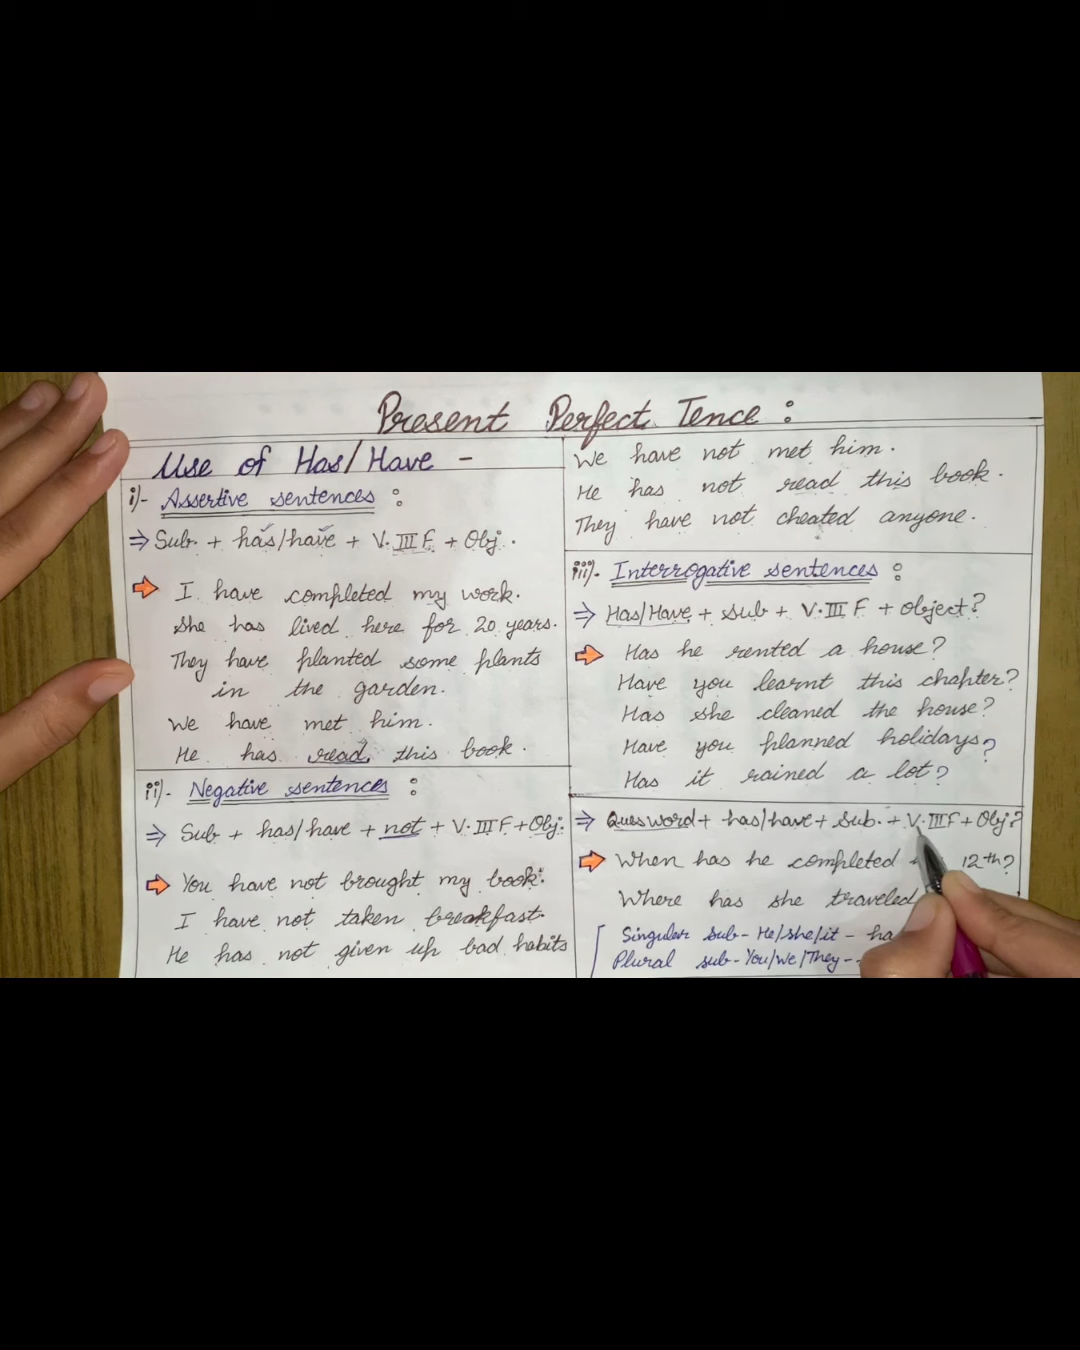 Present Perfect Tence :
Use of Has/Have -
i)- Assertive sentences :
⇒ Sub. + has/have + V.III F. + Obj.
I have completed my work.
She has lived here for 20 years.
They have planted some plants
in the garden.
We have met him.
He has read this book.
ii)- Negative sentences :
⇒ Sub + has/have + not + V.III F + Obj.
You have not brought my book.
I have not taken breakfast.
He has not given up bad habits
We have not met him.
He has not read this book.
They have not cheated anyone.
iii)- Interrogative sentences :
⇒ Has/Have + sub + V.III F + object?
Has he rented a house?
Have you learnt this chapter?
Has she cleaned the house?
Have you planned holidays?
Has it rained a lot?
⇒ Quesword + has/have + Sub. + V.III F + Obj?
When has he completed 12th?
Where has she traveled
Singular sub - He/she/it -
Plural sub - You/We/They -